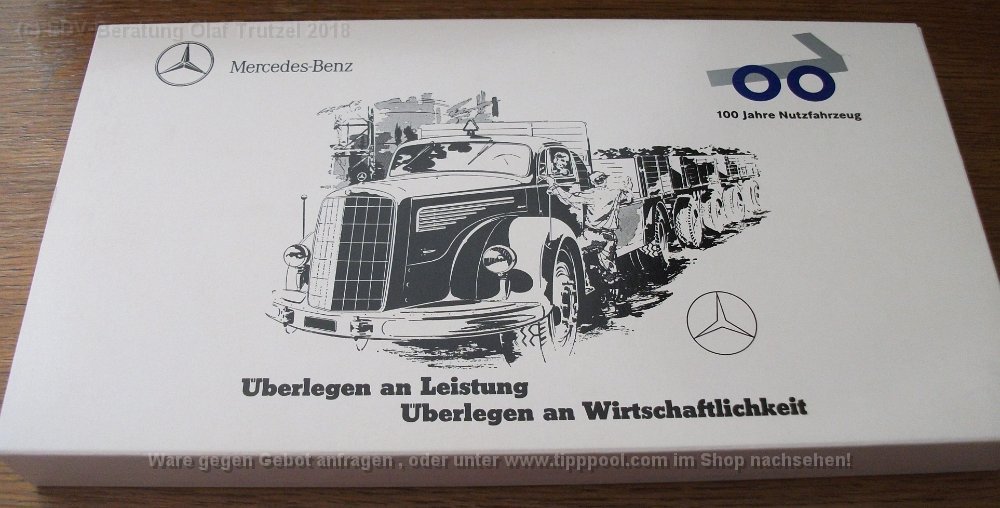 (c) EDV-Beratung Olaf Trutzel 2018
Mercedes-Benz
100 Jahre Nutzfahrzeug
Überlegen an Leistung
Überlegen an Wirtschaftlichkeit
Ware gegen Gebot anfragen , oder unter www.tipppool.com im Shop nachsehen!